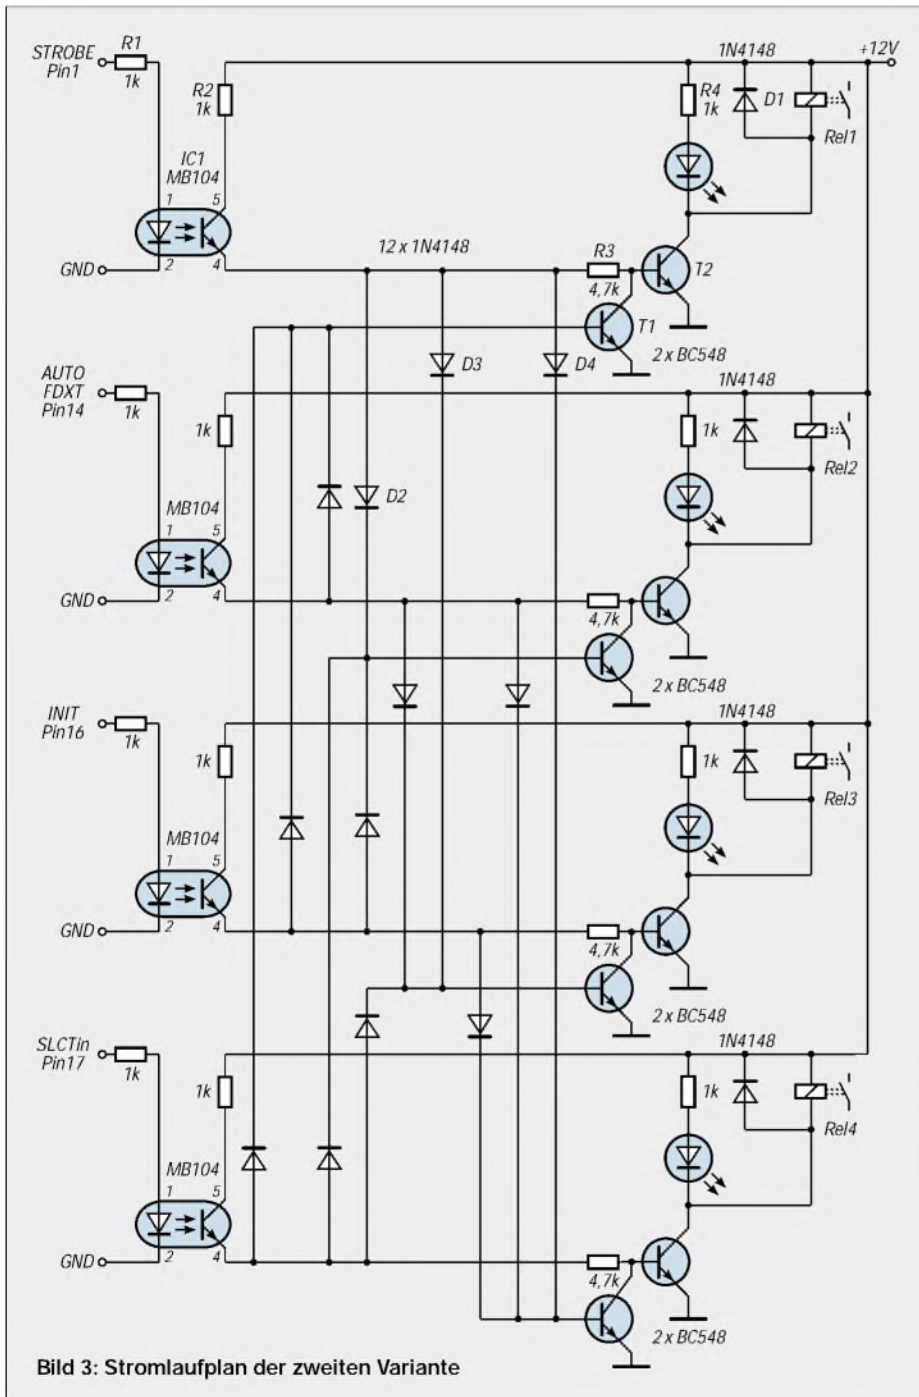 STROBE
Pin1
R1
1k
R2
1k
IC1
MB104
1
5
2
4
GND
12 x 1N4148
R3
4,7k
T1
T2
2 x BC548
R4
1k
1N4148
D1
+12V
Rel1
D3
D4
AUTO
FDXT
Pin14
1k
1k
MB104
1
5
2
4
GND
D2
4,7k
2 x BC548
1k
1N4148
Rel2
INIT
Pin16
1k
1k
MB104
1
5
2
4
GND
4,7k
2 x BC548
1k
1N4148
Rel3
SLCTin
Pin17
1k
1k
MB104
1
5
2
4
GND
4,7k
2 x BC548
1k
1N4148
Rel4
Bild 3: Stromlaufplan der zweiten Variante